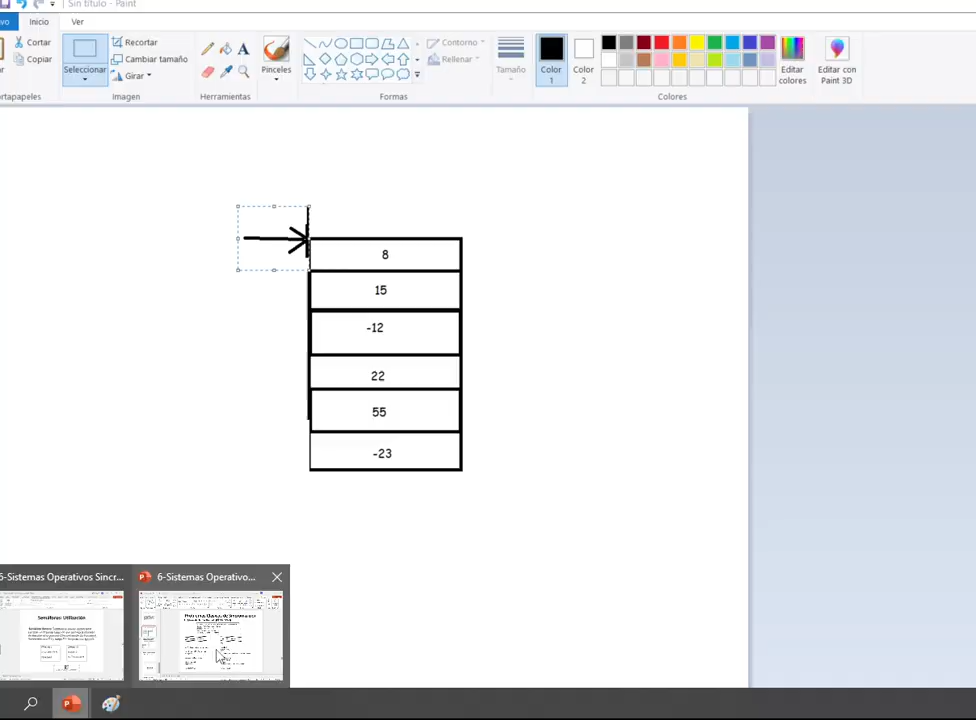 Sin título - Paint
Inicio Ver
Cortar
Copiar
Seleccionar
Recortar
Cambiar tamaño
Girar
Pinceles
Contorno
Rellenar
Tamaño
Color
1
Color
2
Editar
colores
Editar con
Paint 3D
Imagen
Herramientas
Formas
Colores
8
15
-12
22
55
-23
6-Sistemas Operativos Sincr...
6-Sistemas Operativo...
Semáforos: Utilización